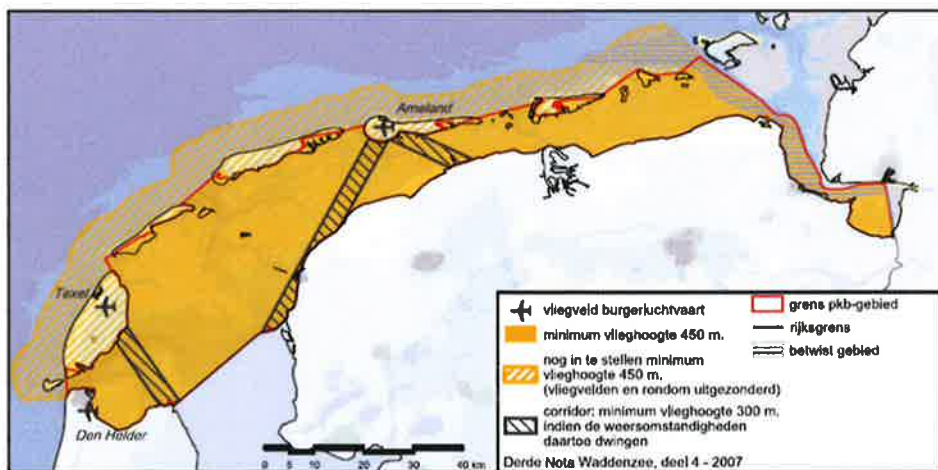 Ameland
Texel
Den Helder
0 5 10 20 30 40 km
vliegveld burgerluchtvaart
minimum vlieghoogte 450 m.
nog in te stellen minimum
vlieghoogte 450 m.
(vliegvelden en rondom uitgezonderd)
corridor: minimum vlieghoogte 300 m.
indien de weersomstandigheden
daartoe dwingen
grens pkb-gebied
rijksgrens
betwist gebied
Derde Nota Waddenzee, deel 4 - 2007